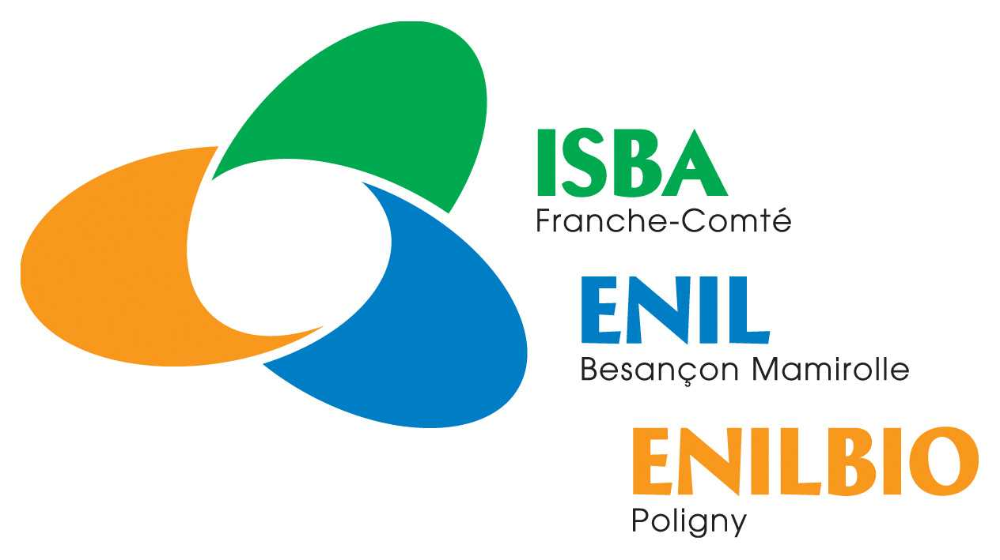 ISBA
Franche-Comté
ENIL
Besançon Mamirolle
ENILBIO
Poligny